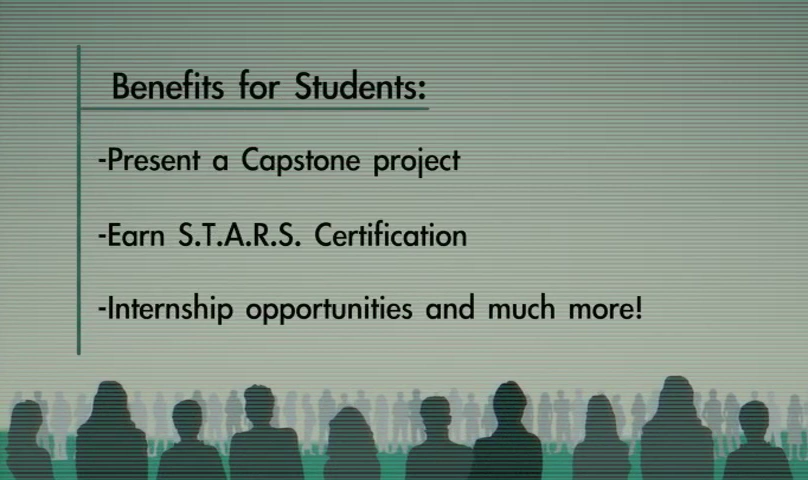 Benefits for Students:
-Present a Capstone project
-Earn S.T.A.R.S. Certification
-Internship opportunities and much more!